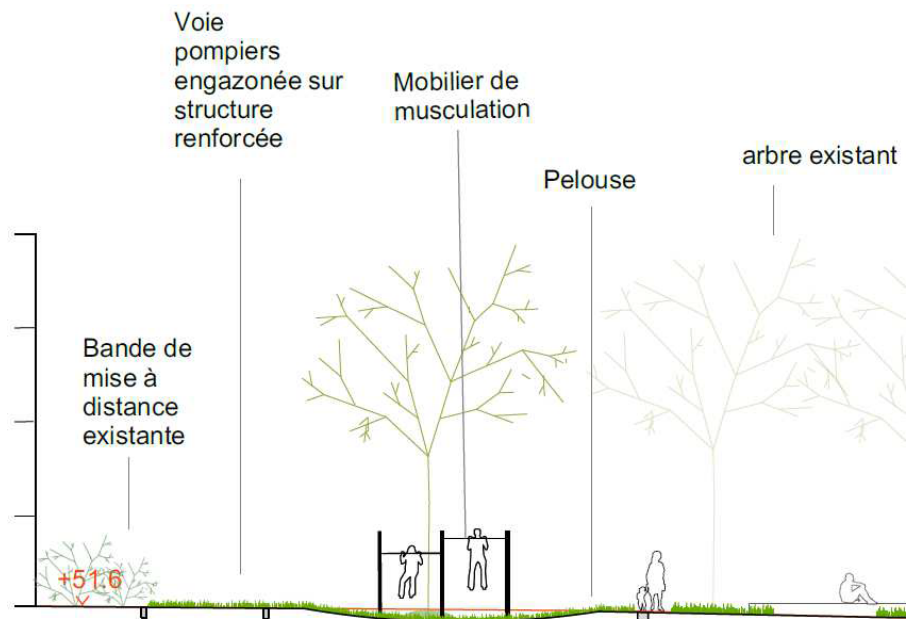 Voie
pompiers
engazonée sur
structure
renforcée
Mobilier de
musculation
Pelouse
arbre existant
Bande de
mise à
distance
existante
+51.6